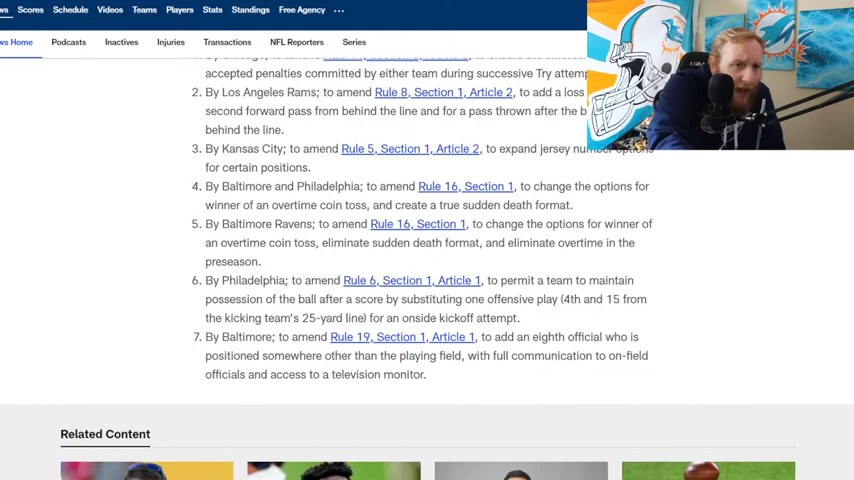 ws Scores Schedule Videos Teams Players Stats Standings Free Agency ...
ws Home Podcasts Inactives Injuries Transactions NFL Reporters Series
accepted penalties committed by either team during successive Try
2. By Los Angeles Rams; to amend Rule 8, Section 1, Article 2, to add a loss
second forward pass from behind the line and for a pass thrown after the b
behind the line.
3. By Kansas City; to amend Rule 5, Section 1, Article 2, to expand jersey number options
for certain positions.
4. By Baltimore and Philadelphia; to amend Rule 16, Section 1, to change the options for
winner of an overtime coin toss, and create a true sudden death format.
5. By Baltimore Ravens; to amend Rule 16, Section 1, to change the options for winner of
an overtime coin toss, eliminate sudden death format, and eliminate overtime in the
preseason.
6. By Philadelphia; to amend Rule 6, Section 1, Article 1, to permit a team to maintain
possession of the ball after a score by substituting one offensive play (4th and 15 from
the kicking team's 25-yard line) for an onside kickoff attempt.
7. By Baltimore; to amend Rule 19, Section 1, Article 1, to add an eighth official who is
positioned somewhere other than the playing field, with full communication to on-field
officials and access to a television monitor.
Related Content